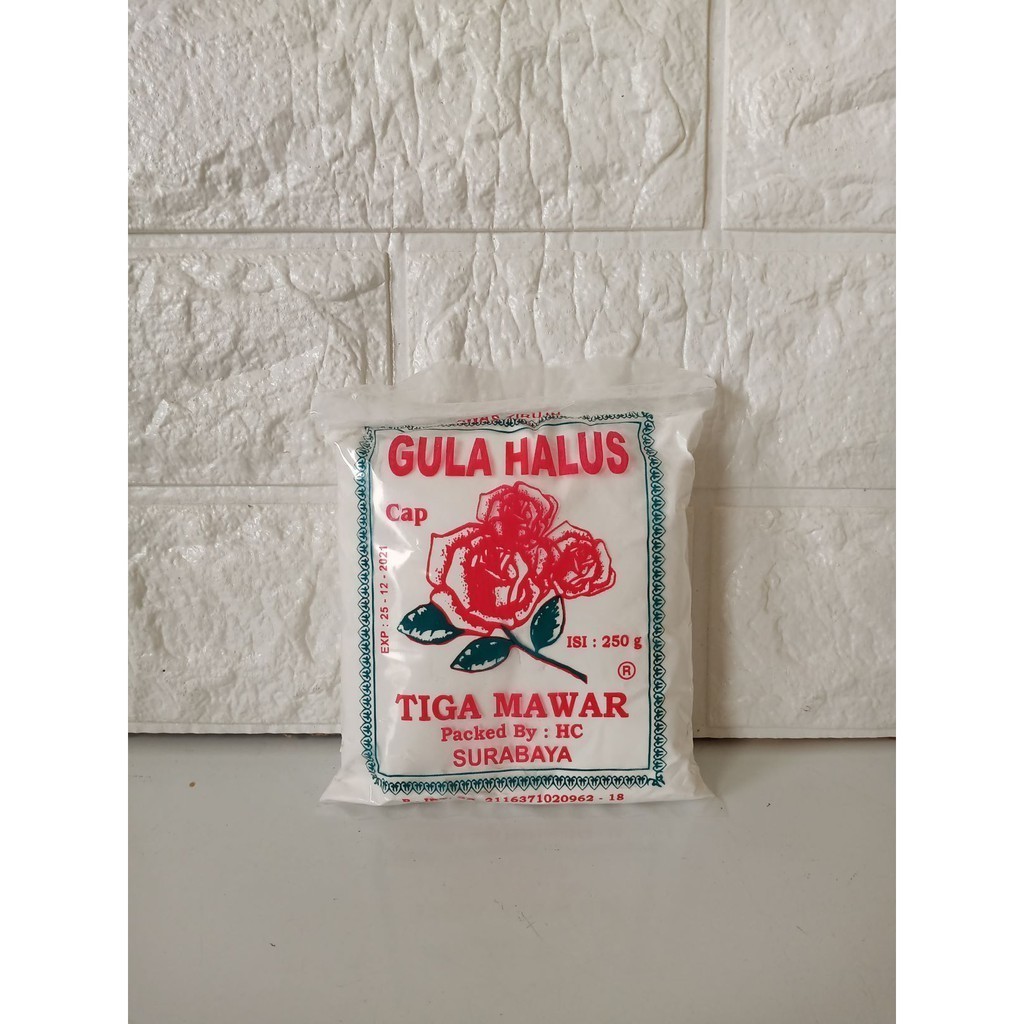 GULA HALUS
Cap
EXP : 25 - 12 - 2021
ISI : 250 g
®
TIGA MAWAR
Packed By : HC
SURABAYA
2116371020962 - 18